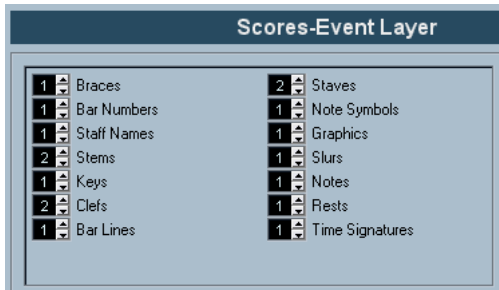 Scores-Event Layer
1 Braces
1 Bar Numbers
1 Staff Names
2 Stems
1 Keys
2 Clefs
1 Bar Lines
2 Staves
1 Note Symbols
1 Graphics
1 Slurs
1 Notes
1 Rests
1 Time Signatures